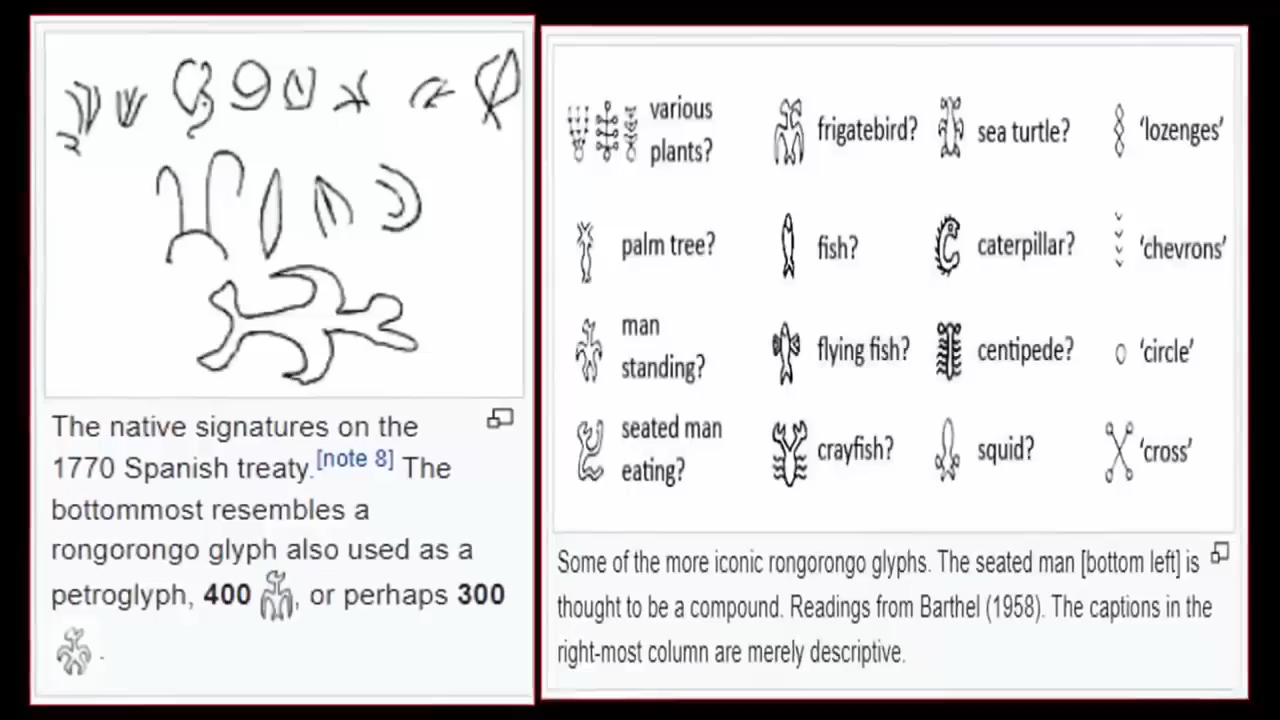 The native signatures on the
1770 Spanish treaty.[note 8] The
bottommost resembles a
rongorongo glyph also used as a
petroglyph, 400 , or perhaps 300
.
various
plants?
frigatebird?
sea turtle?
'lozenges'
palm tree?
fish?
caterpillar?
'chevrons'
man
standing?
flying fish?
centipede?
'circle'
seated man
eating?
crayfish?
squid?
'cross'
Some of the more iconic rongorongo glyphs. The seated man [bottom left] is
thought to be a compound. Readings from Barthel (1958). The captions in the
right-most column are merely descriptive.